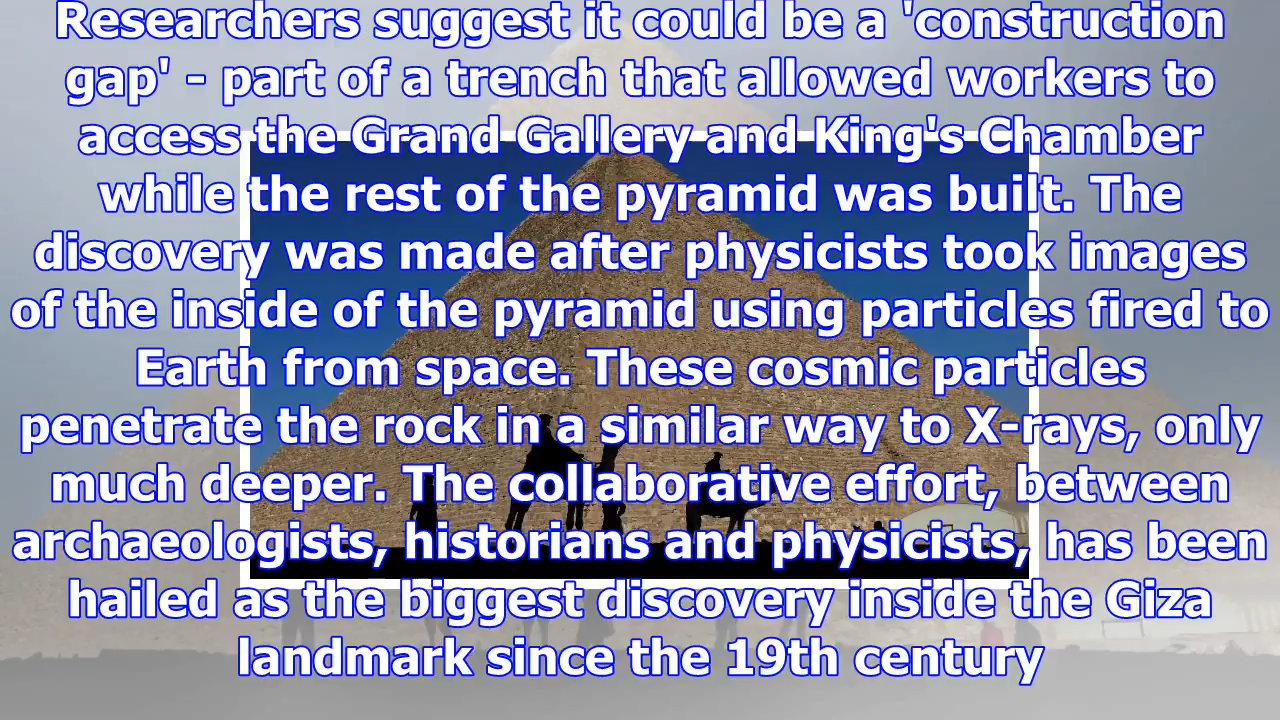 Researchers suggest it could be a 'construction
gap' - part of a trench that allowed workers to
access the Grand Gallery and King's Chamber
while the rest of the pyramid was built. The
discovery was made after physicists took images
of the inside of the pyramid using particles fired to
Earth from space. These cosmic particles
penetrate the rock in a similar way to X-rays, only
much deeper. The collaborative effort, between
archaeologists, historians and physicists, has been
hailed as the biggest discovery inside the Giza
landmark since the 19th century